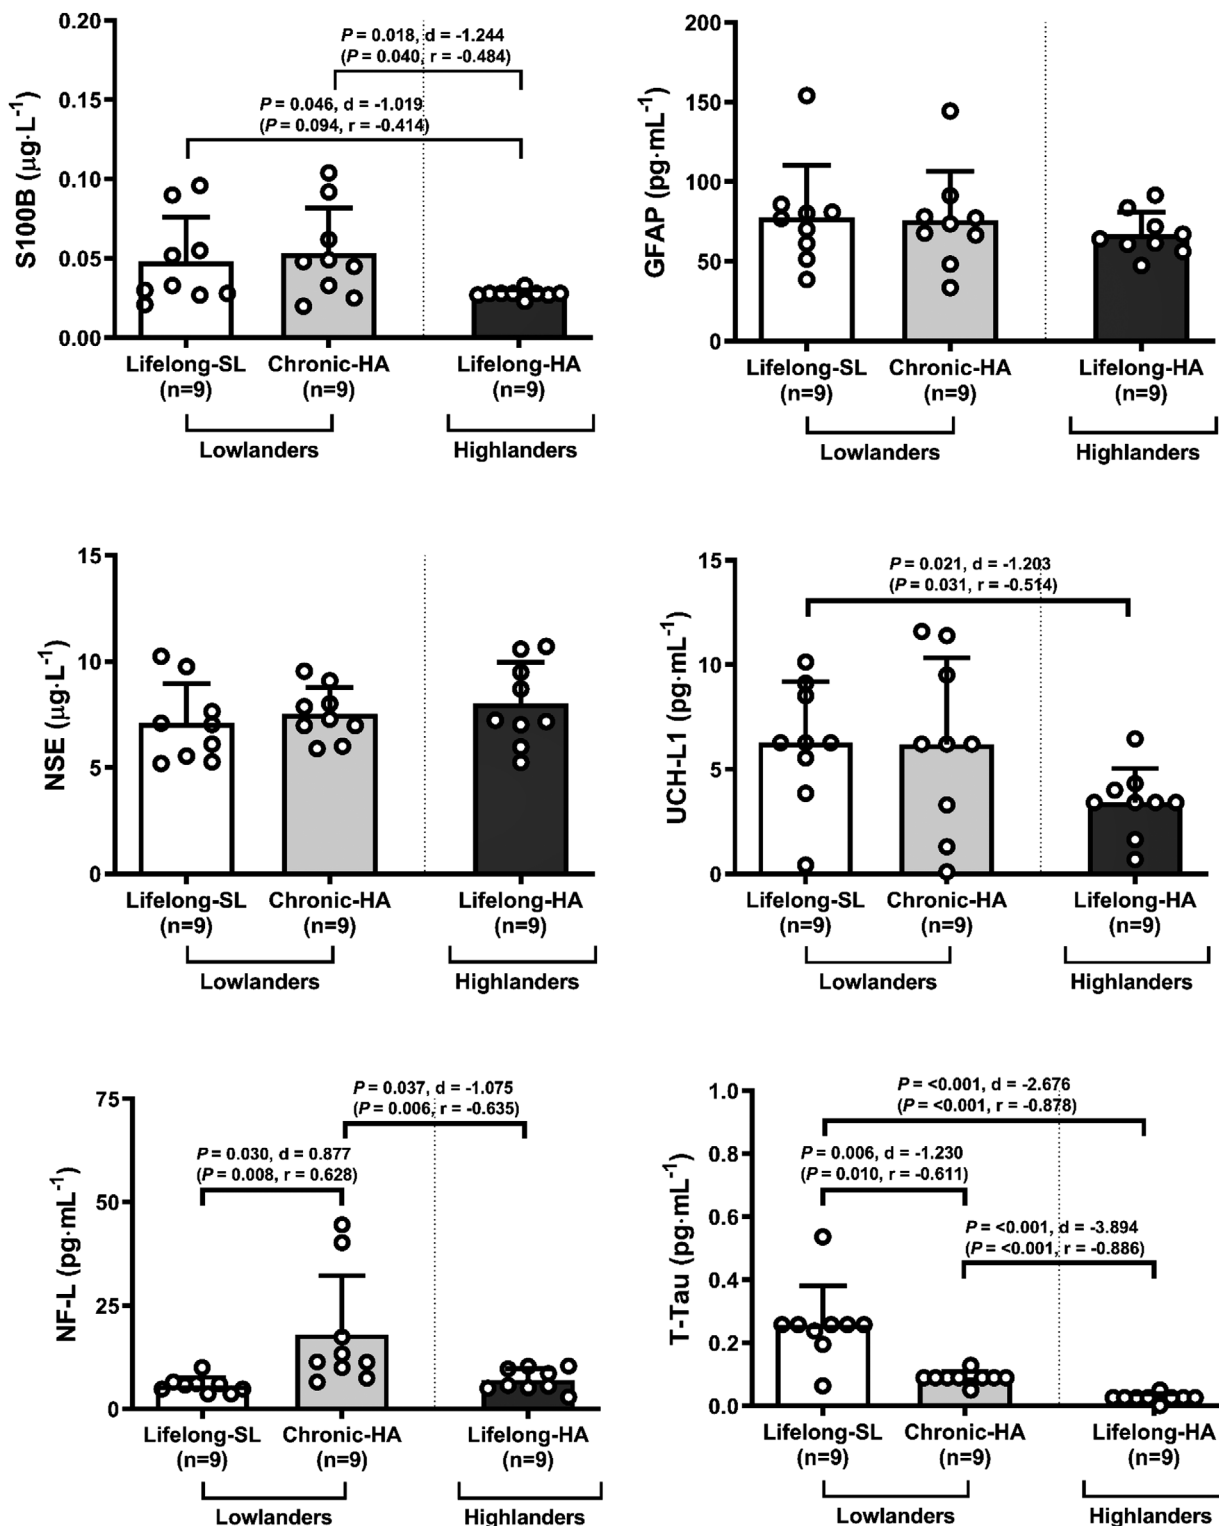 S100B (µg·L⁻¹)
0.20
0.15
0.10
0.05
0.00
P = 0.018, d = -1.244
(P = 0.040, r = -0.484)
P = 0.046, d = -1.019
(P = 0.094, r = -0.414)
Lifelong-SL Chronic-HA Lifelong-HA
(n=9) (n=9) (n=9)
Lowlanders Highlanders
GFAP (pg·mL⁻¹)
200
150
100
50
0
Lifelong-SL Chronic-HA Lifelong-HA
(n=9) (n=9) (n=9)
Lowlanders Highlanders
NSE (µg·L⁻¹)
15
10
5
0
Lifelong-SL Chronic-HA Lifelong-HA
(n=9) (n=9) (n=9)
Lowlanders Highlanders
UCH-L1 (pg·mL⁻¹)
15
10
5
0
P = 0.021, d = -1.203
(P = 0.031, r = -0.514)
Lifelong-SL Chronic-HA Lifelong-HA
(n=9) (n=9) (n=9)
Lowlanders Highlanders
NF-L (pg·mL⁻¹)
75
50
25
0
P = 0.037, d = -1.075
(P = 0.006, r = -0.635)
P = 0.030, d = 0.877
(P = 0.008, r = 0.628)
Lifelong-SL Chronic-HA Lifelong-HA
(n=9) (n=9) (n=9)
Lowlanders Highlanders
T-Tau (pg·mL⁻¹)
1.0
0.8
0.6
0.4
0.2
0.0
P = <0.001, d = -2.676
(P = <0.001, r = -0.878)
P = 0.006, d = -1.230
(P = 0.010, r = -0.611)
P = <0.001, d = -3.894
(P = <0.001, r = -0.886)
Lifelong-SL Chronic-HA Lifelong-HA
(n=9) (n=9) (n=9)
Lowlanders Highlanders